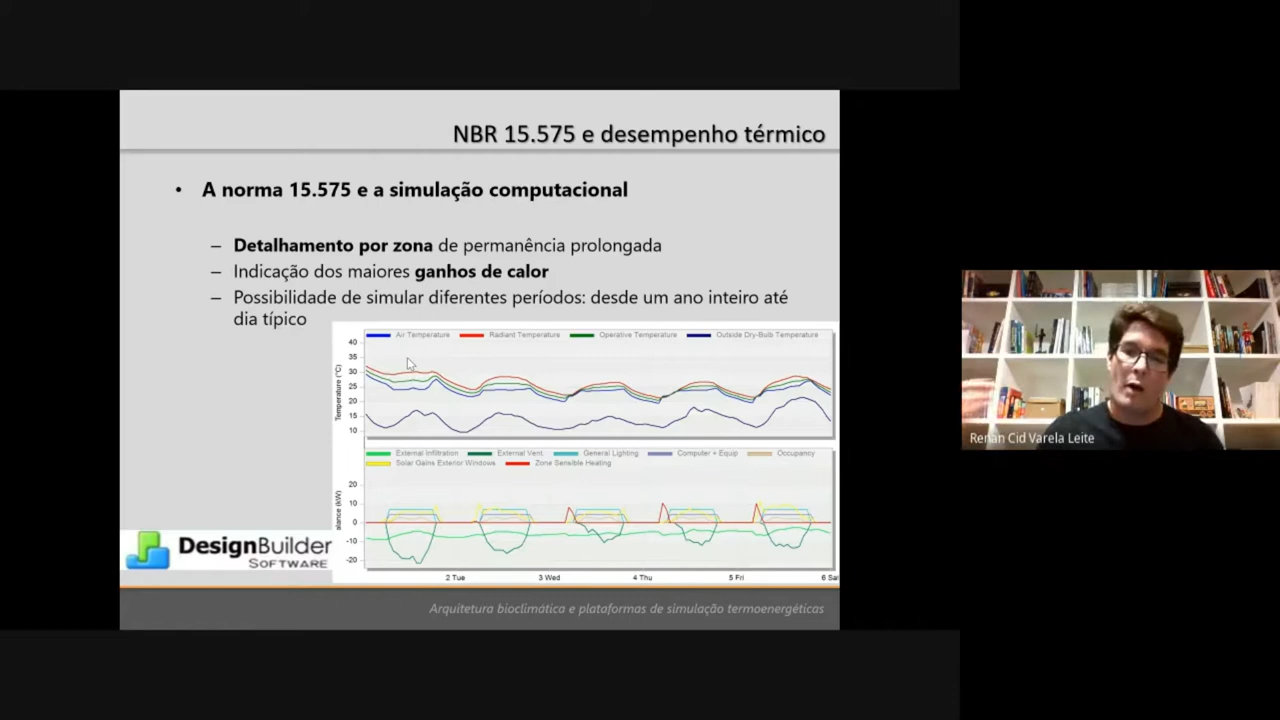 NBR 15.575 e desempenho térmico
• A norma 15.575 e a simulação computacional
– Detalhamento por zona de permanência prolongada
– Indicação dos maiores ganhos de calor
– Possibilidade de simular diferentes períodos: desde um ano inteiro até
dia típico
Air Temperature Radiant Temperature Operative Temperature Outside Dry-Bulb Temperature
Temperature (°C)
40
35
30
25
20
15
10
External Infiltration External Vent. General Lighting Computer + Equip Occupancy
Solar Gains Exterior Windows Zone Sensible Heating
alance (kW)
20
10
0
-10
-20
2 Tue 3 Wed 4 Thu 5 Fri 6 Sat
DesignBuilder
SOFTWARE
Arquitetura bioclimática e plataformas de simulação termoenergéticas
Renan Cid Varela Leite